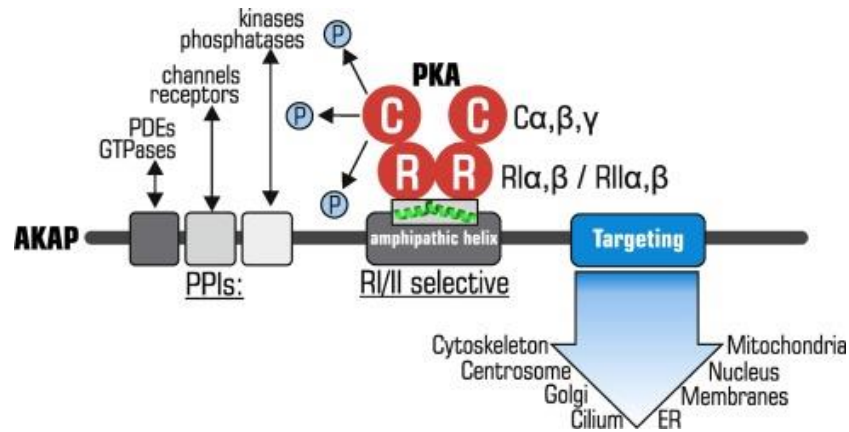 kinases
phosphatases
channels
receptors
PDEs
GTPases
P
P
P
PKA
C
C
Cα,β,γ
R
R
RIα,β / RIIα,β
AKAP
amphipathic helix
Targeting
PPIs:
RI/II selective
Cytoskeleton
Centrosome
Golgi
Cilium
Mitochondria
Nucleus
Membranes
ER